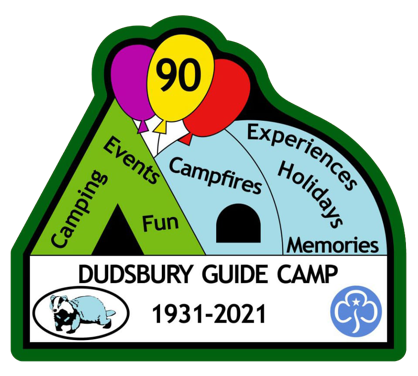 90
Camping
Events
Fun
Campfires
Experiences
Holidays
Memories
DUDSBURY GUIDE CAMP
1931-2021